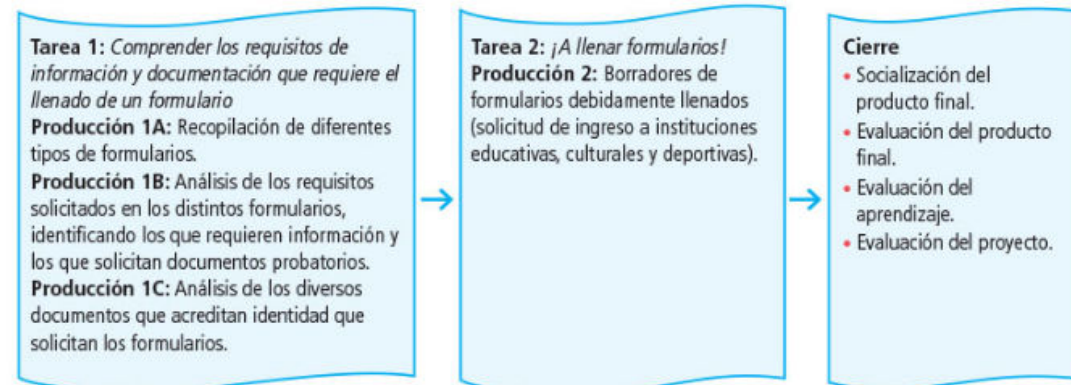 Tarea 1: Comprender los requisitos de
información y documentación que requiere el
llenado de un formulario
Producción 1A: Recopilación de diferentes
tipos de formularios.
Producción 1B: Análisis de los requisitos
solicitados en los distintos formularios,
identificando los que requieren información y
los que solicitan documentos probatorios.
Producción 1C: Análisis de los diversos
documentos que acreditan identidad que
solicitan los formularios.
Tarea 2: ¡A llenar formularios!
Producción 2: Borradores de
formularios debidamente llenados
(solicitud de ingreso a instituciones
educativas, culturales y deportivas).
Cierre
• Socialización del
producto final.
• Evaluación del producto
final.
• Evaluación del
aprendizaje.
• Evaluación del proyecto.